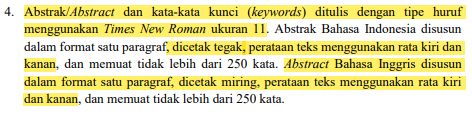 4. Abstrak/Abstract dan kata-kata kunci (keywords) ditulis dengan tipe huruf
menggunakan Times New Roman ukuran 11. Abstrak Bahasa Indonesia disusun
dalam format satu paragraf, dicetak tegak, perataan teks menggunakan rata kiri dan
kanan, dan memuat tidak lebih dari 250 kata. Abstract Bahasa Inggris disusun
dalam format satu paragraf, dicetak miring, perataan teks menggunakan rata kiri
dan kanan, dan memuat tidak lebih dari 250 kata.